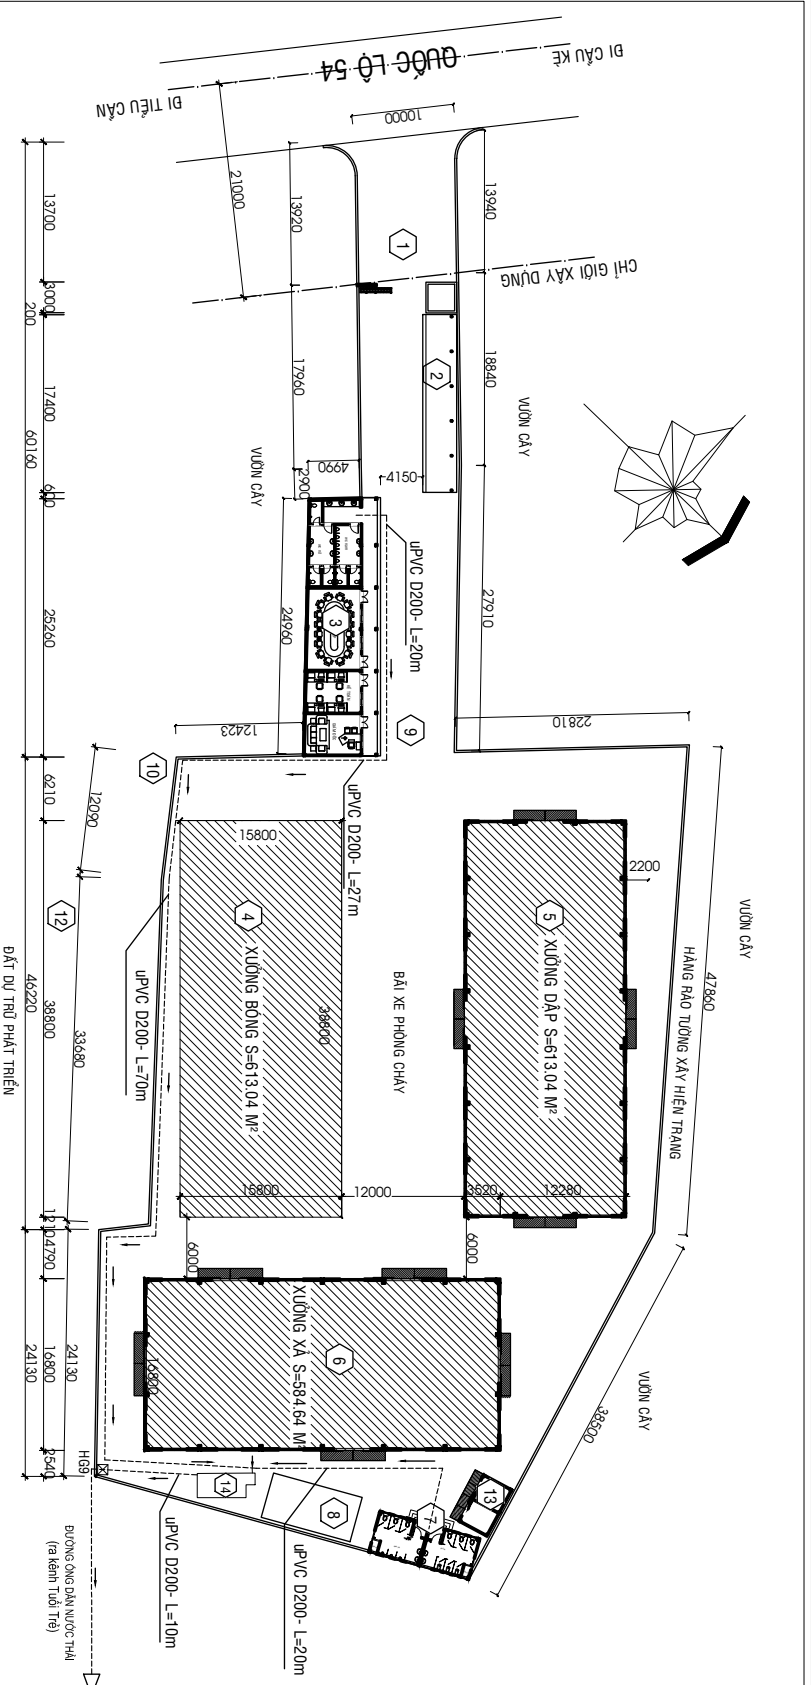 QUỐC LỘ 54
ĐI CẦU KÈ
ĐI TIỂU CẦN
10000
21000
13920
13940
1
CHỈ GIỚI XÂY DỰNG
13700
3000
200
17400
60160
600
25260
17960
18840
2
VƯỜN CÂY
VƯỜN CÂY
4990
2900
4150
uPVC D200- L=20m
3
24960
27910
12423
9
22810
10
6210
12090
15800
uPVC D200- L=27m
2200
VƯỜN CÂY
47860
HÀNG RÀO TƯỜNG XÂY HIỆN TRẠNG
12
4
XƯỞNG BÓNG S=613.04 M²
38800
BÃI XE PHÒNG CHÁY
5
XƯỞNG DẬP S=613.04 M²
uPVC D200- L=70m
33680
38800
46220
ĐẤT DỰ TRỮ PHÁT TRIỂN
15800
12000
3520
12280
1210
4790
6000
6000
6
XƯỞNG XẢ S=584.64 M²
16800
24130
16800
24130
2540
38500
VƯỜN CÂY
HG9
14
8
7
13
uPVC D200- L=10m
uPVC D200- L=20m
ĐƯỜNG ỐNG DẪN NƯỚC THẢI
(ra kênh Tuổi Trẻ)